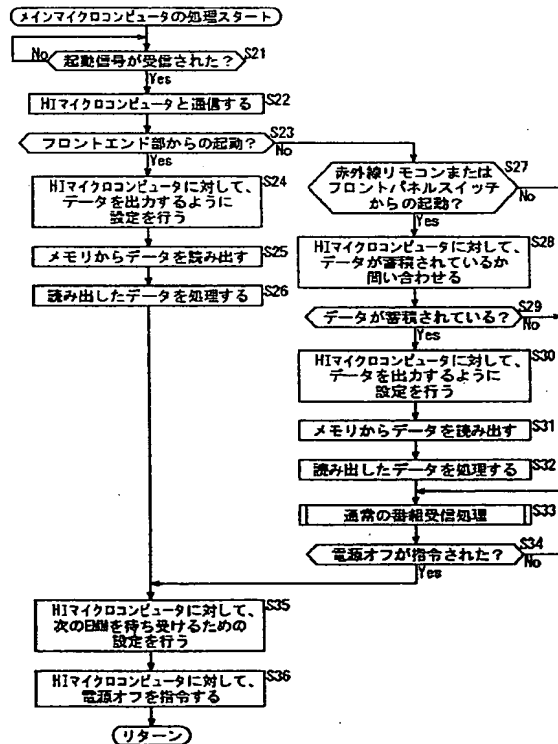 メインマイクロコンピュータの処理スタート
No
起動信号が受信された？
S21
Yes
HIマイクロコンピュータと通信する
S22
フロントエンド部からの起動？
S23
Yes
No
HIマイクロコンピュータに対して、
データを出力するように
設定を行う
S24
メモリからデータを読み出す
S25
読み出したデータを処理する
S26
赤外線リモコンまたは
フロントパネルスイッチ
からの起動？
S27
No
Yes
HIマイクロコンピュータに対して、
データが蓄積されているか
問い合わせる
S28
データが蓄積されている？
S29
No
Yes
HIマイクロコンピュータに対して、
データを出力するように
設定を行う
S30
メモリからデータを読み出す
S31
読み出したデータを処理する
S32
通常の番組受信処理
S33
電源オフが指令された？
S34
No
Yes
HIマイクロコンピュータに対して、
次のEMMを待ち受けるための
設定を行う
S35
HIマイクロコンピュータに対して、
電源オフを指令する
S36
リターン